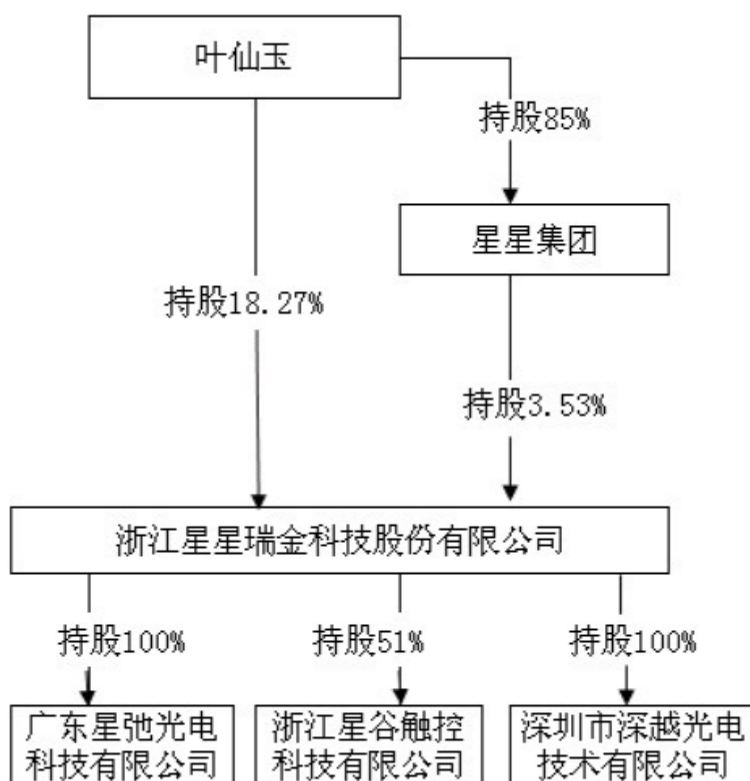 叶仙玉
持股85%
星星集团
持股18.27%
持股3.53%
浙江星星瑞金科技股份有限公司
持股100%
持股51%
持股100%
广东星弛光电
科技有限公司
浙江星谷触控
科技有限公司
深圳市深越光电
技术有限公司